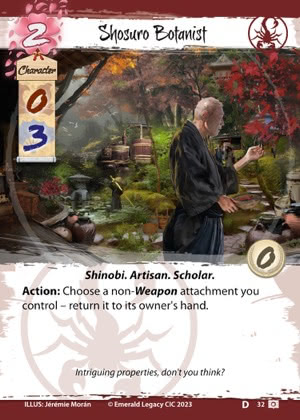 2
Shosuro Botanist
Character
0
3
0
Shinobi. Artisan. Scholar.
Action: Choose a non-Weapon attachment you
control – return it to its owner's hand.
Intriguing properties, don't you think?
ILLUS: Jérémie Morán © Emerald Legacy CIC 2023 D 32